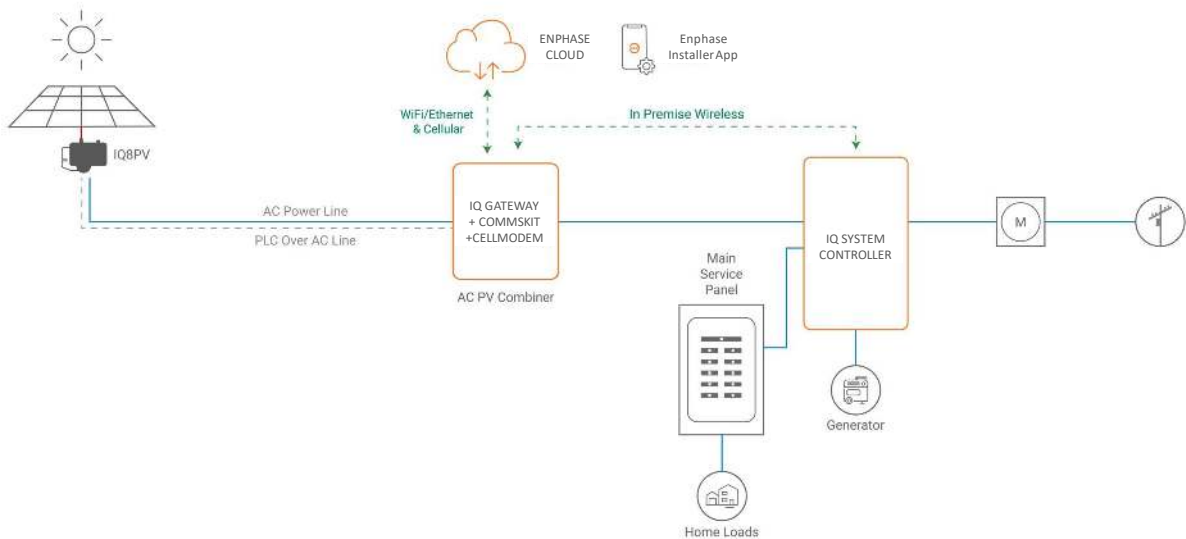 ENPHASE
CLOUD
Enphase
Installer App
WiFi/Ethernet
& Cellular
In Premise Wireless
IQ8PV
AC Power Line
PLC Over AC Line
IQ GATEWAY
+ COMMSKIT
+CELLMODEM
AC PV Combiner
Main
Service
Panel
IQ SYSTEM
CONTROLLER
M
Generator
Home Loads